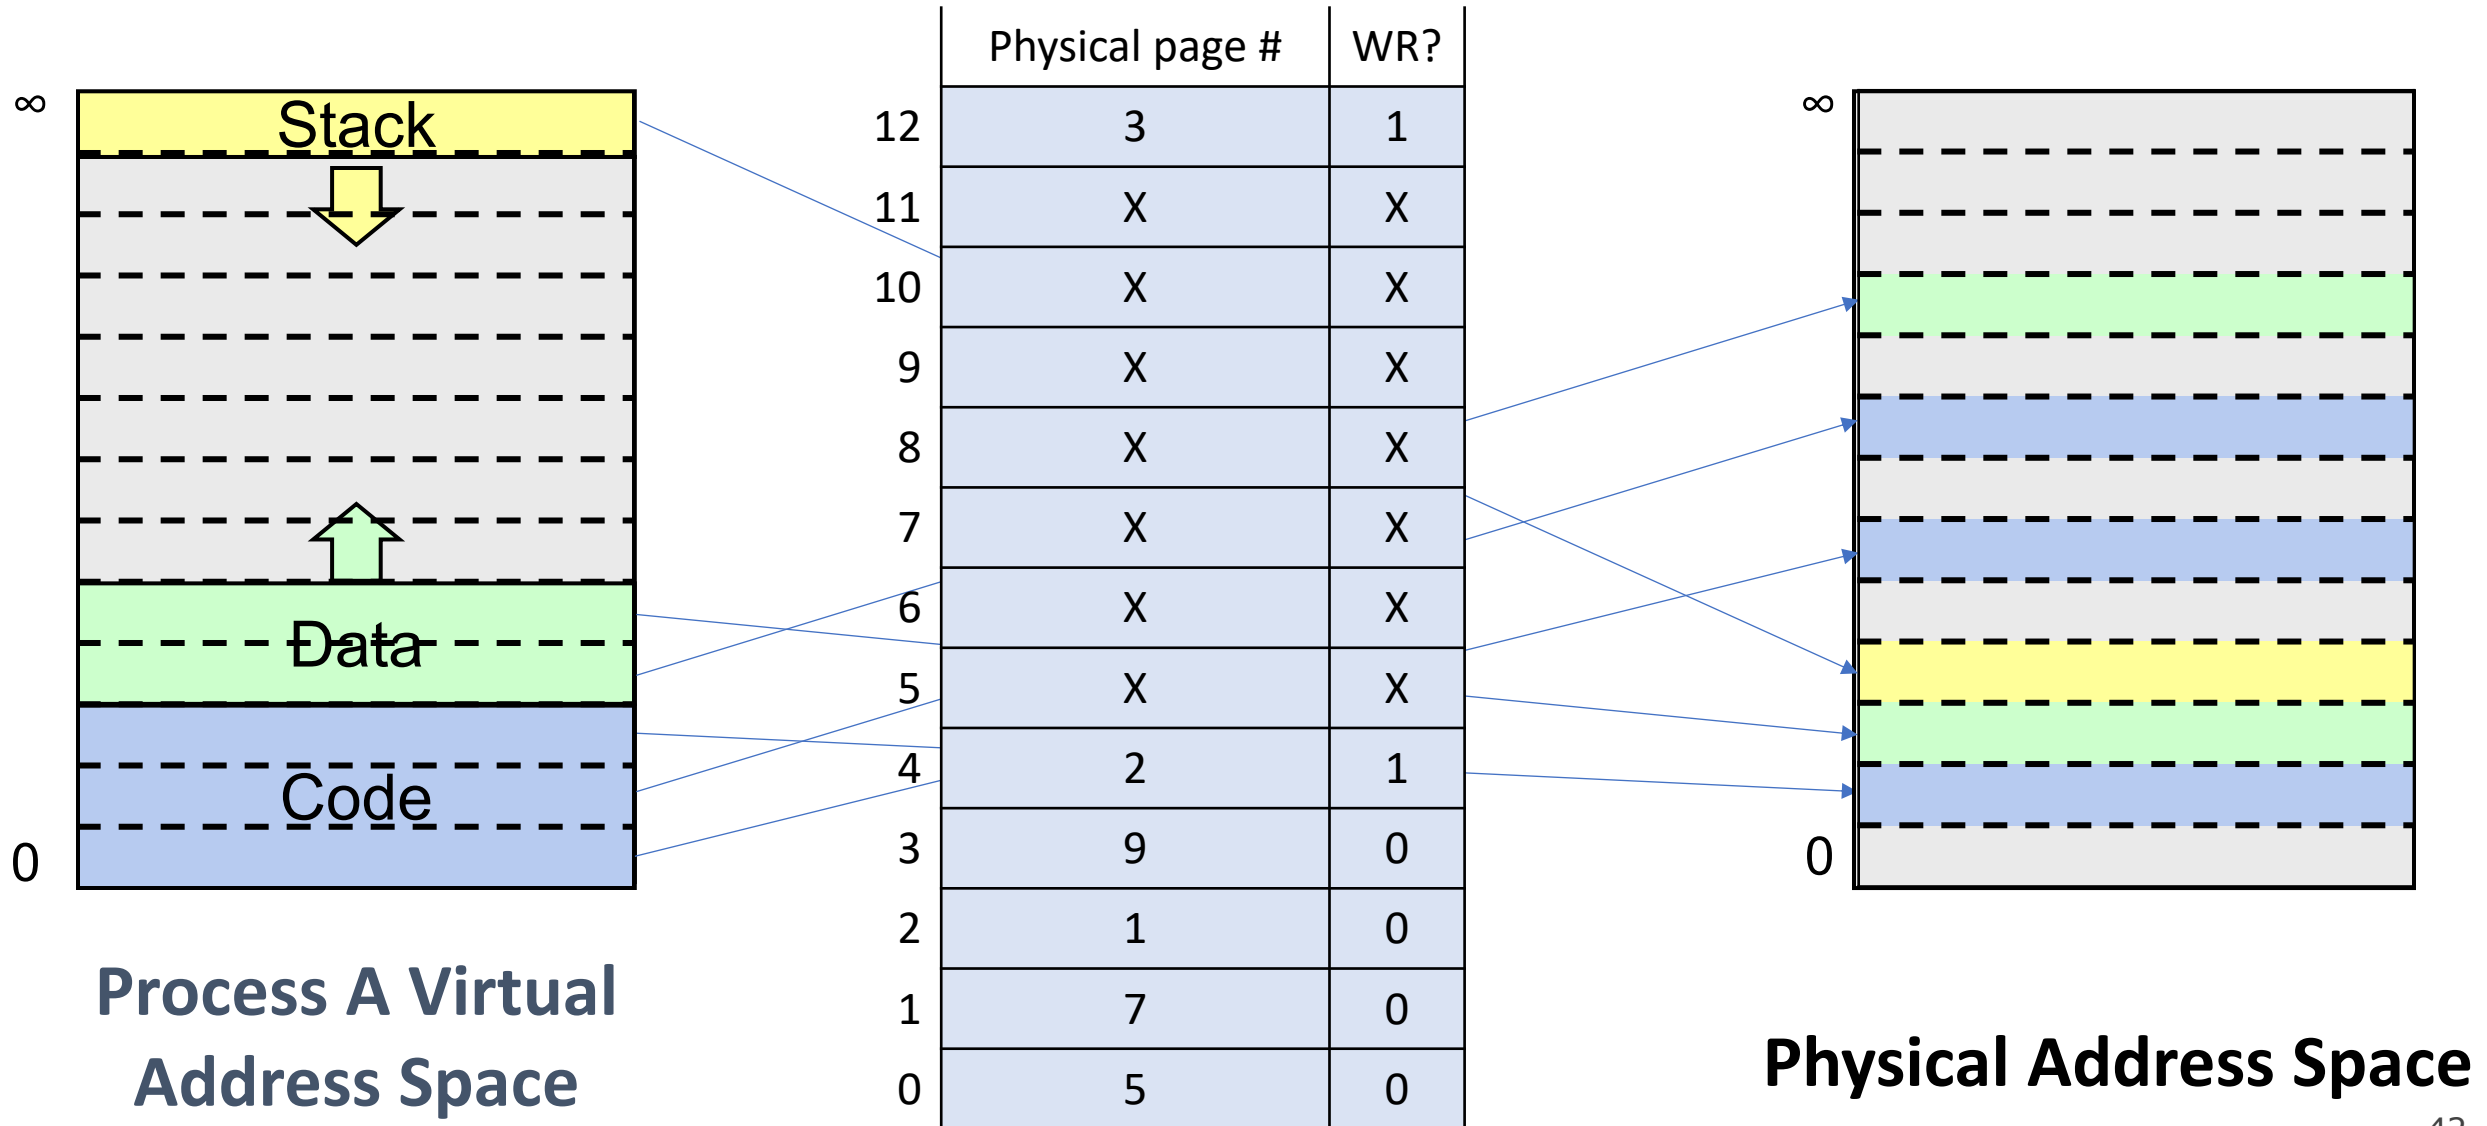 Physical page # WR?
∞ Stack ∞
12 3 1
11 X X
10 X X
9 X X
8 X X
7 X X
6 X X
Data
5 X X
4 2 1
Code
3 9 0
0 0
2 1 0
1 7 0
0 5 0
Process A Virtual
Address Space
Physical Address Space